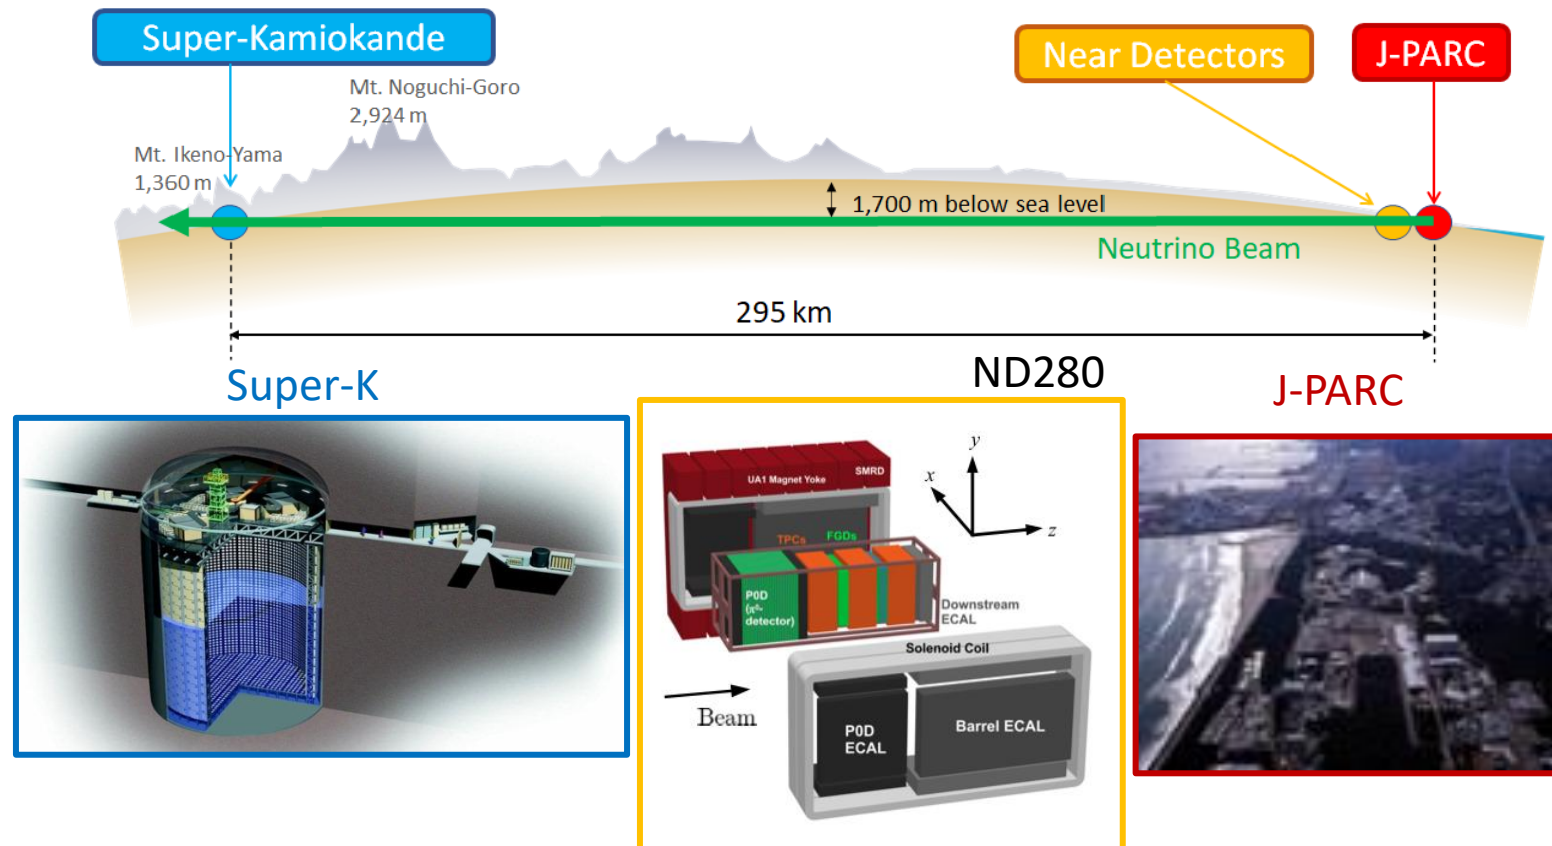 Super-Kamiokande
Near Detectors
J-PARC
Mt. Noguchi-Goro
2,924 m
Mt. Ikeno-Yama
1,360 m
1,700 m below sea level
Neutrino Beam
295 km
Super-K
ND280
J-PARC
UA1 Magnet Yoke
SMRD
y
x
z
TPCs
FGDs
P0D
(π⁰-
detector)
Downstream
ECAL
Solenoid Coil
Beam
P0D
ECAL
Barrel ECAL